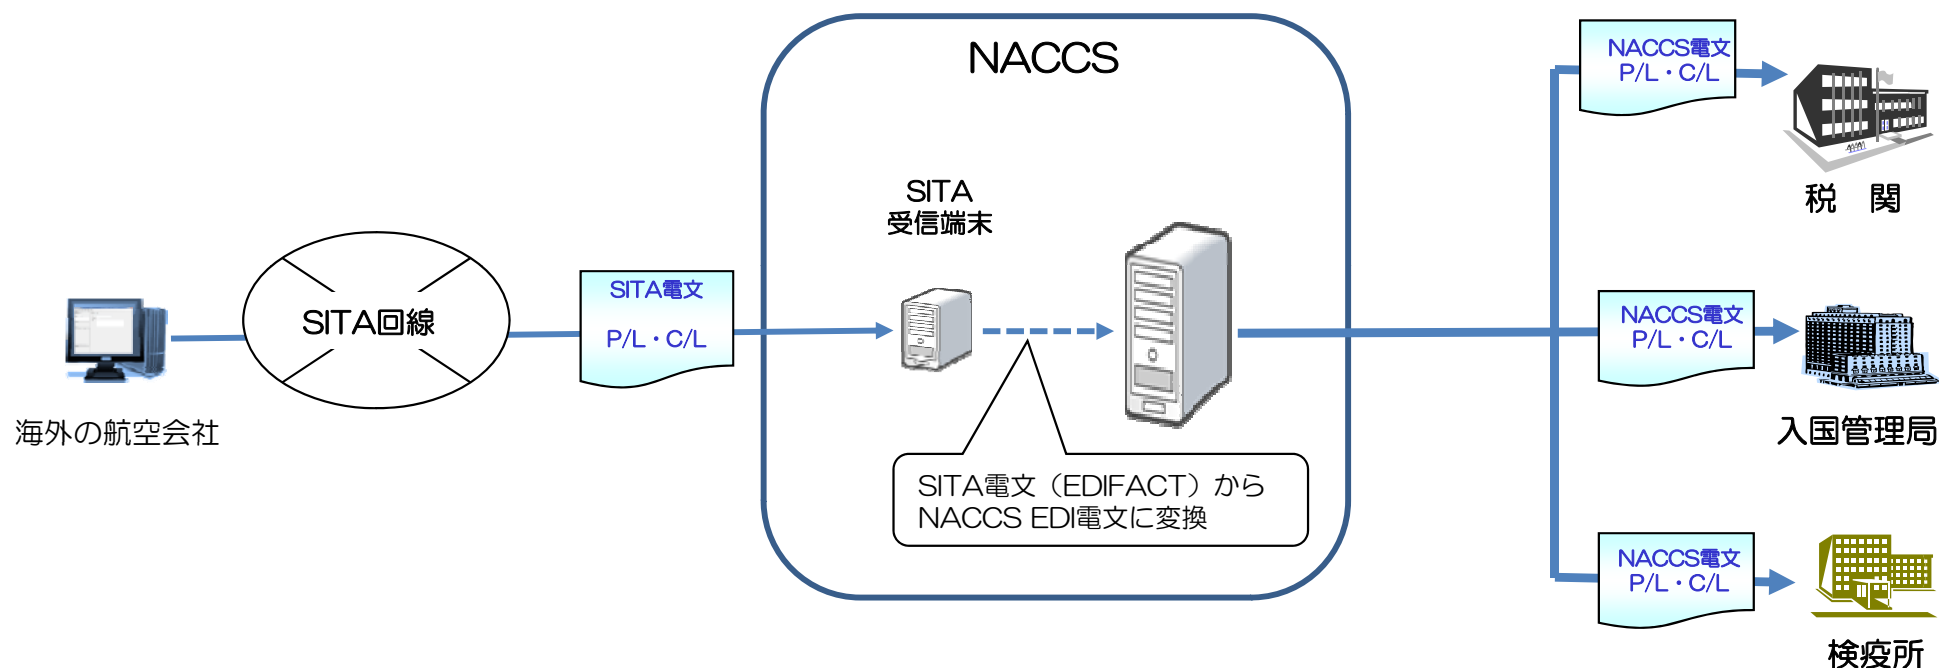 NACCS
NACCS電文
P/L・C/L
税 関
SITA
受信端末
SITA回線
SITA電文
P/L・C/L
NACCS電文
P/L・C/L
海外の航空会社
入国管理局
SITA電文（EDIFACT）から
NACCS EDI電文に変換
NACCS電文
P/L・C/L
検疫所